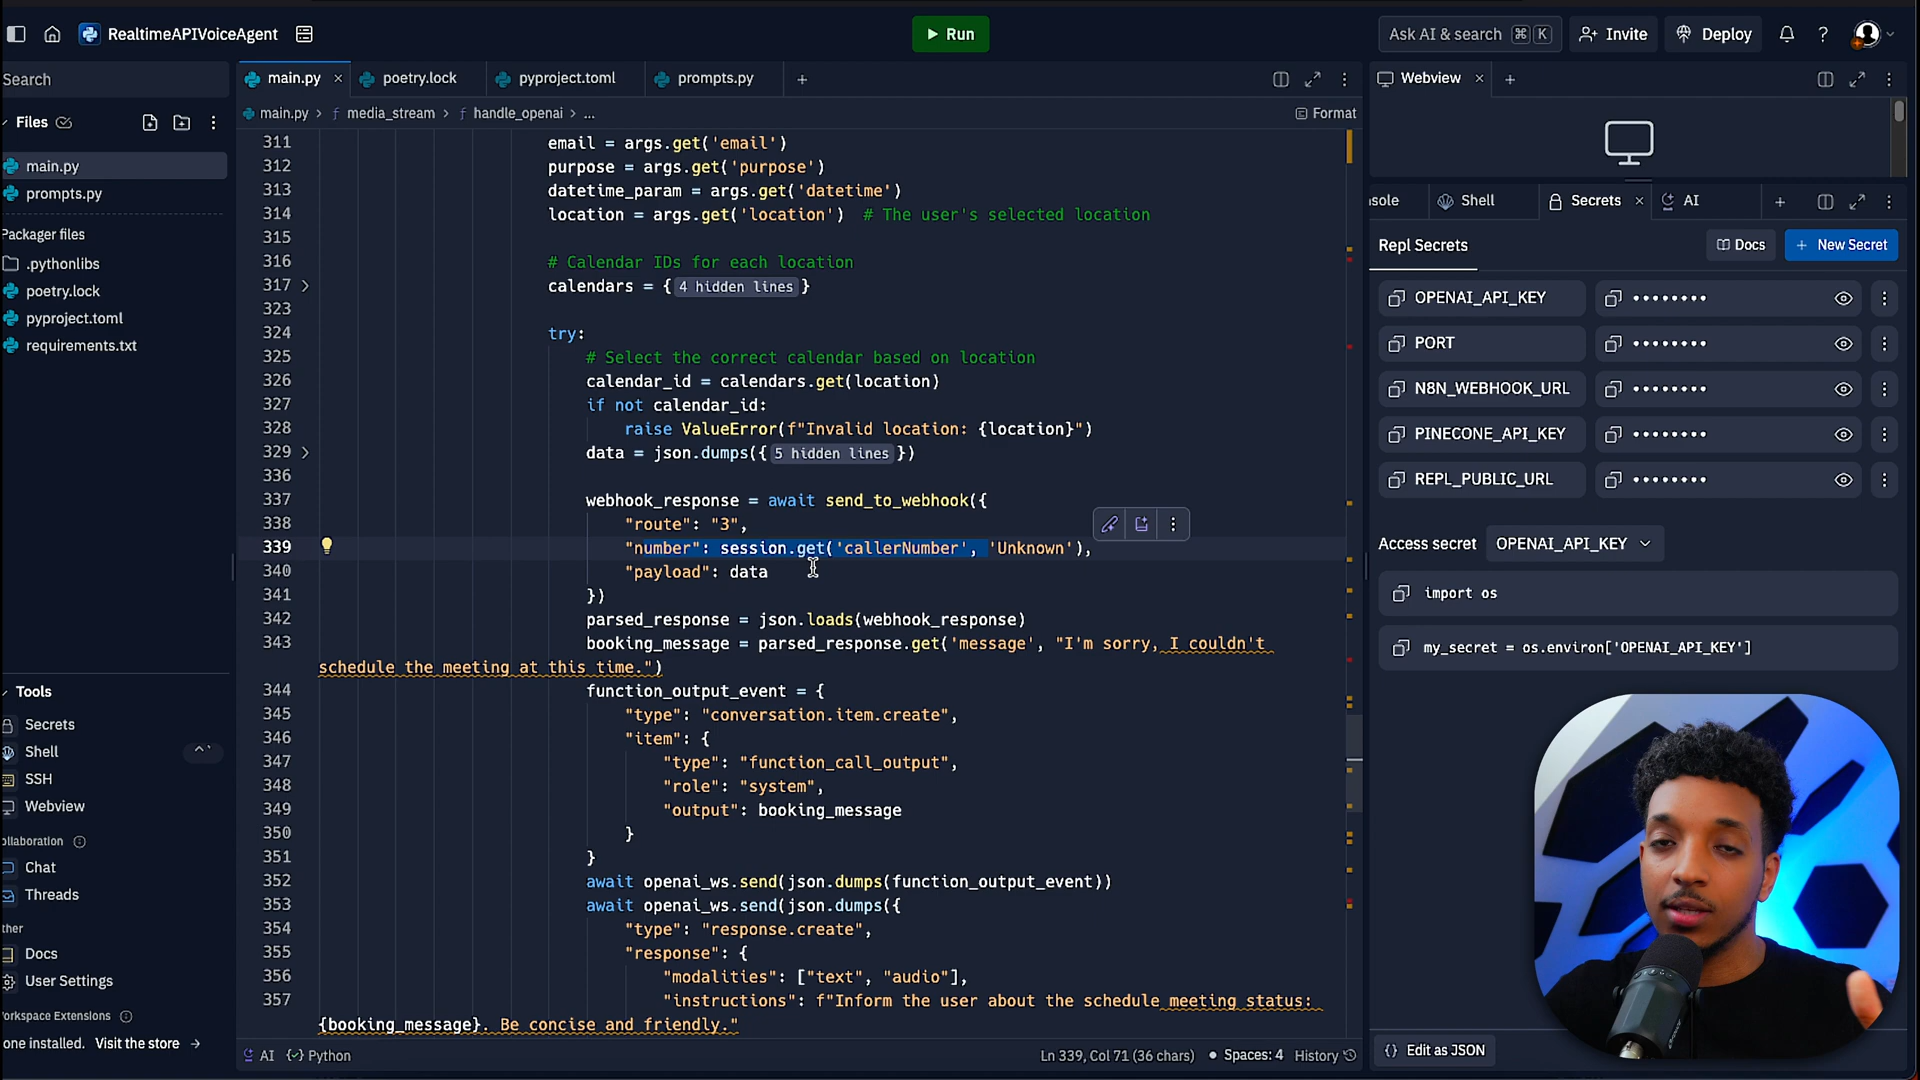 RealtimeAPIVoiceAgent
Run
Ask AI & search ⌘ K
Invite
Deploy
Search
main.py
poetry.lock
pyproject.toml
prompts.py
Webview
main.py > media_stream > handle_openai > ...
Format
Files
main.py
prompts.py
Packager files
.pythonlibs
poetry.lock
pyproject.toml
requirements.txt
Tools
Secrets
Shell
SSH
Webview
ollaboration
Chat
Threads
ther
Docs
User Settings
orkspace Extensions
one installed. Visit the store →
311 email = args.get('email')
312 purpose = args.get('purpose')
313 datetime_param = args.get('datetime')
314 location = args.get('location')  # The user's selected location
315
316 # Calendar IDs for each location
317 calendars = { 4 hidden lines }
323
324 try:
325 # Select the correct calendar based on location
326 calendar_id = calendars.get(location)
327 if not calendar_id:
328 raise ValueError(f"Invalid location: {location}")
329 data = json.dumps({ 5 hidden lines })
336
337 webhook_response = await send_to_webhook({
338 "route": "3",
339 "number": session.get('callerNumber', 'Unknown'),
340 "payload": data
341 })
342 parsed_response = json.loads(webhook_response)
343 booking_message = parsed_response.get('message', "I'm sorry, I couldn't
schedule the meeting at this time.")
344 function_output_event = {
345 "type": "conversation.item.create",
346 "item": {
347 "type": "function_call_output",
348 "role": "system",
349 "output": booking_message
350 }
351 }
352 await openai_ws.send(json.dumps(function_output_event))
353 await openai_ws.send(json.dumps({
354 "type": "response.create",
355 "response": {
356 "modalities": ["text", "audio"],
357 "instructions": f"Inform the user about the schedule meeting status:
{booking_message}. Be concise and friendly."
AI
Python
Ln 339, Col 71 (36 chars)
Spaces: 4
History
sole
Shell
Secrets
AI
Repl Secrets
Docs
New Secret
OPENAI_API_KEY ••••••••
PORT ••••••••
N8N_WEBHOOK_URL ••••••••
PINECONE_API_KEY ••••••••
REPL_PUBLIC_URL ••••••••
Access secret OPENAI_API_KEY
import os
my_secret = os.environ['OPENAI_API_KEY']
{} Edit as JSON